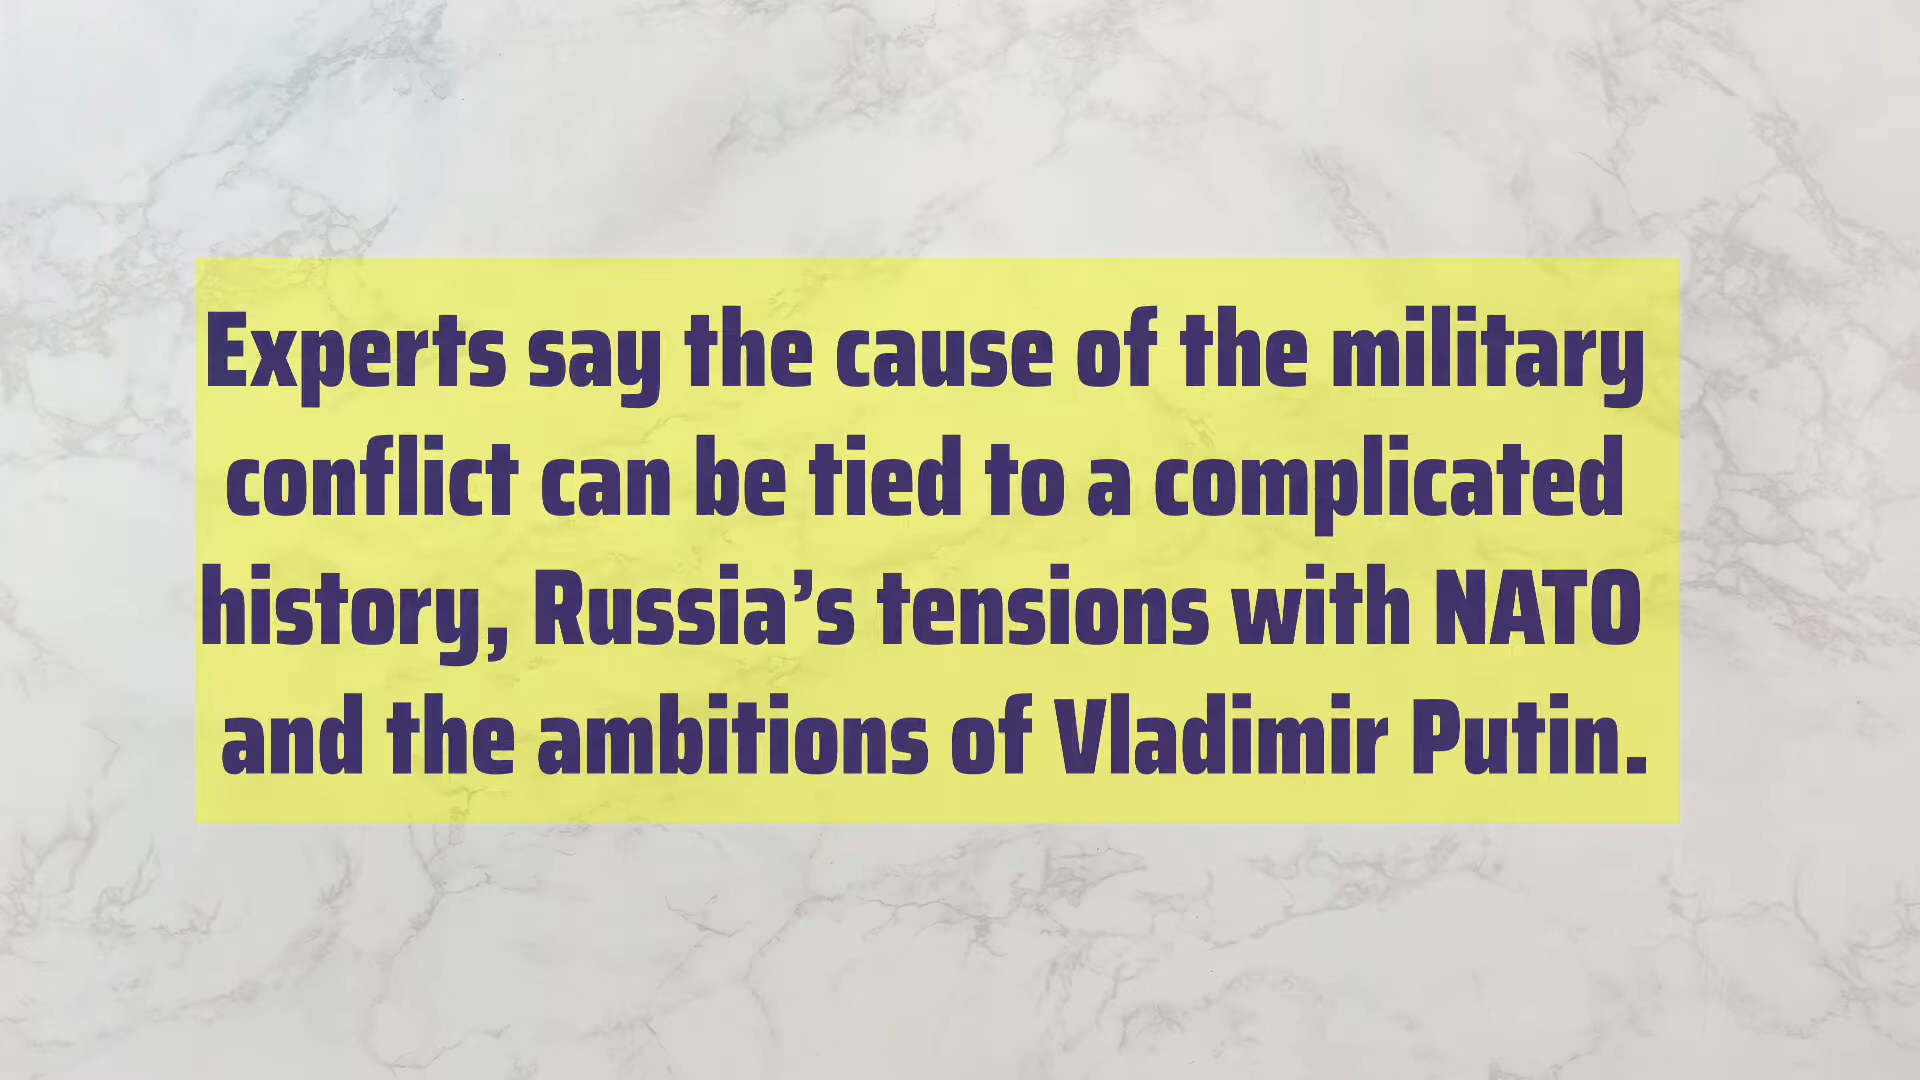 Experts say the cause of the military
conflict can be tied to a complicated
history, Russia’s tensions with NATO
and the ambitions of Vladimir Putin.